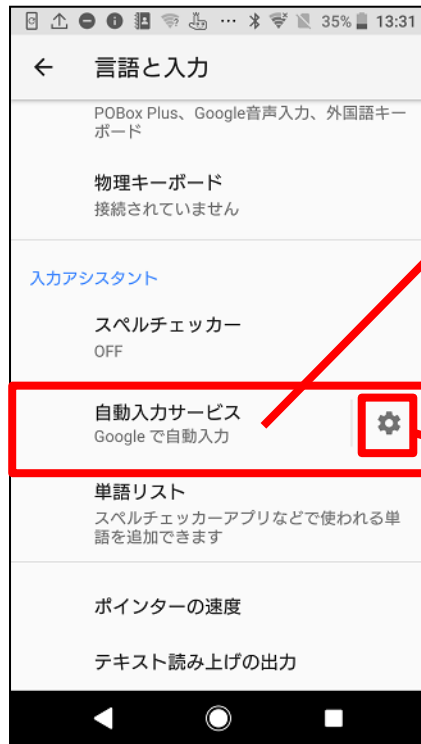 35% 13:31
言語と入力
POBox Plus、Google音声入力、外国語キー
ボード
物理キーボード
接続されていません
入力アシスタント
スペルチェッカー
OFF
自動入力サービス
Google で自動入力
単語リスト
スペルチェッカーアプリなどで使われる単
語を追加できます
ポインターの速度
テキスト読み上げの出力